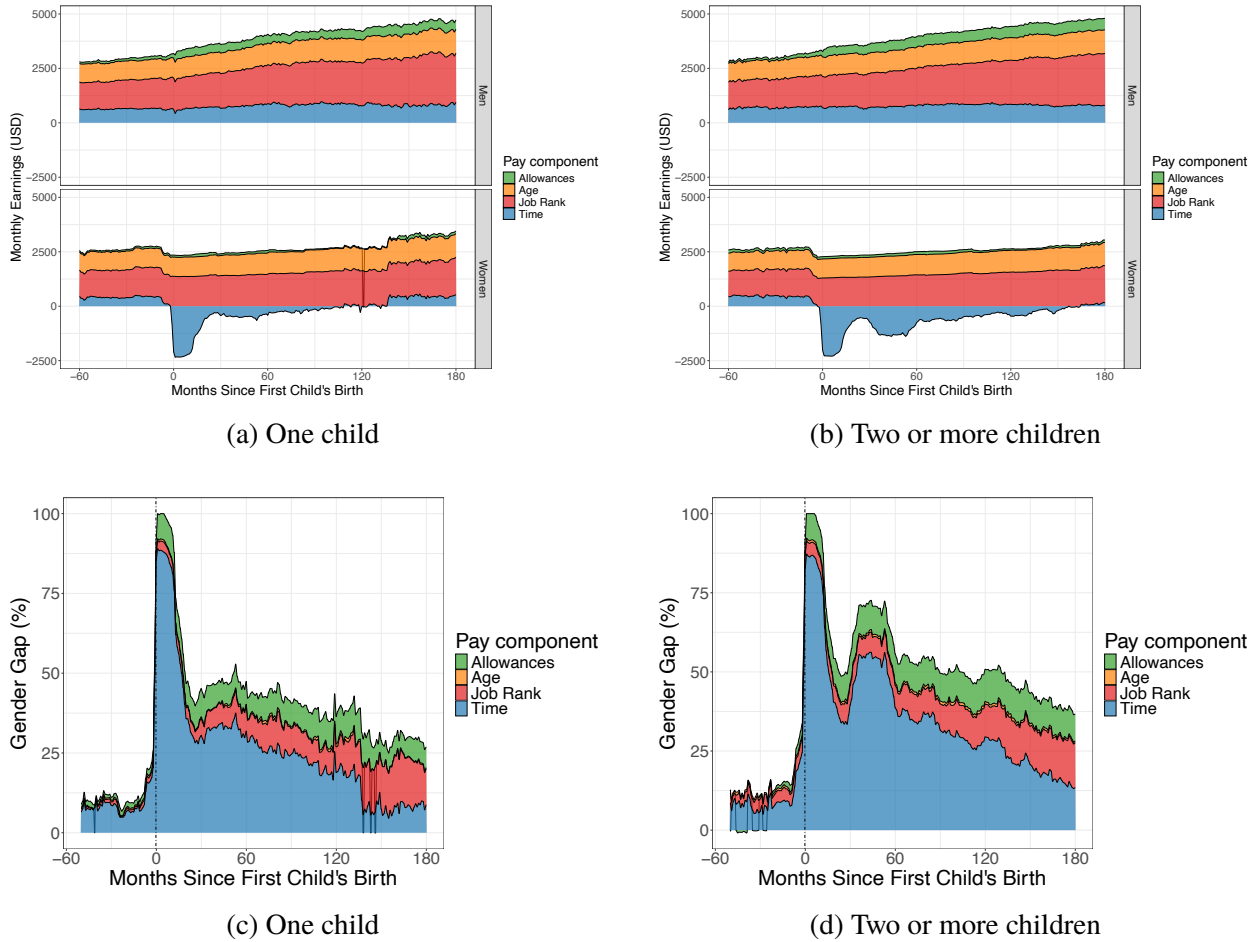 Monthly Earnings (USD)
5000
2500
0
−2500
Men
5000
2500
0
−2500
Women
−60 0 60 120 180
Months Since First Child's Birth
Pay component
Allowances
Age
Job Rank
Time
(a) One child
Monthly Earnings (USD)
5000
2500
0
−2500
Men
5000
2500
0
−2500
Women
−60 0 60 120 180
Months Since First Child's Birth
Pay component
Allowances
Age
Job Rank
Time
(b) Two or more children
Gender Gap (%)
100
75
50
25
0
−60 0 60 120 180
Months Since First Child's Birth
Pay component
Allowances
Age
Job Rank
Time
(c) One child
Gender Gap (%)
100
75
50
25
0
−60 0 60 120 180
Months Since First Child's Birth
Pay component
Allowances
Age
Job Rank
Time
(d) Two or more children